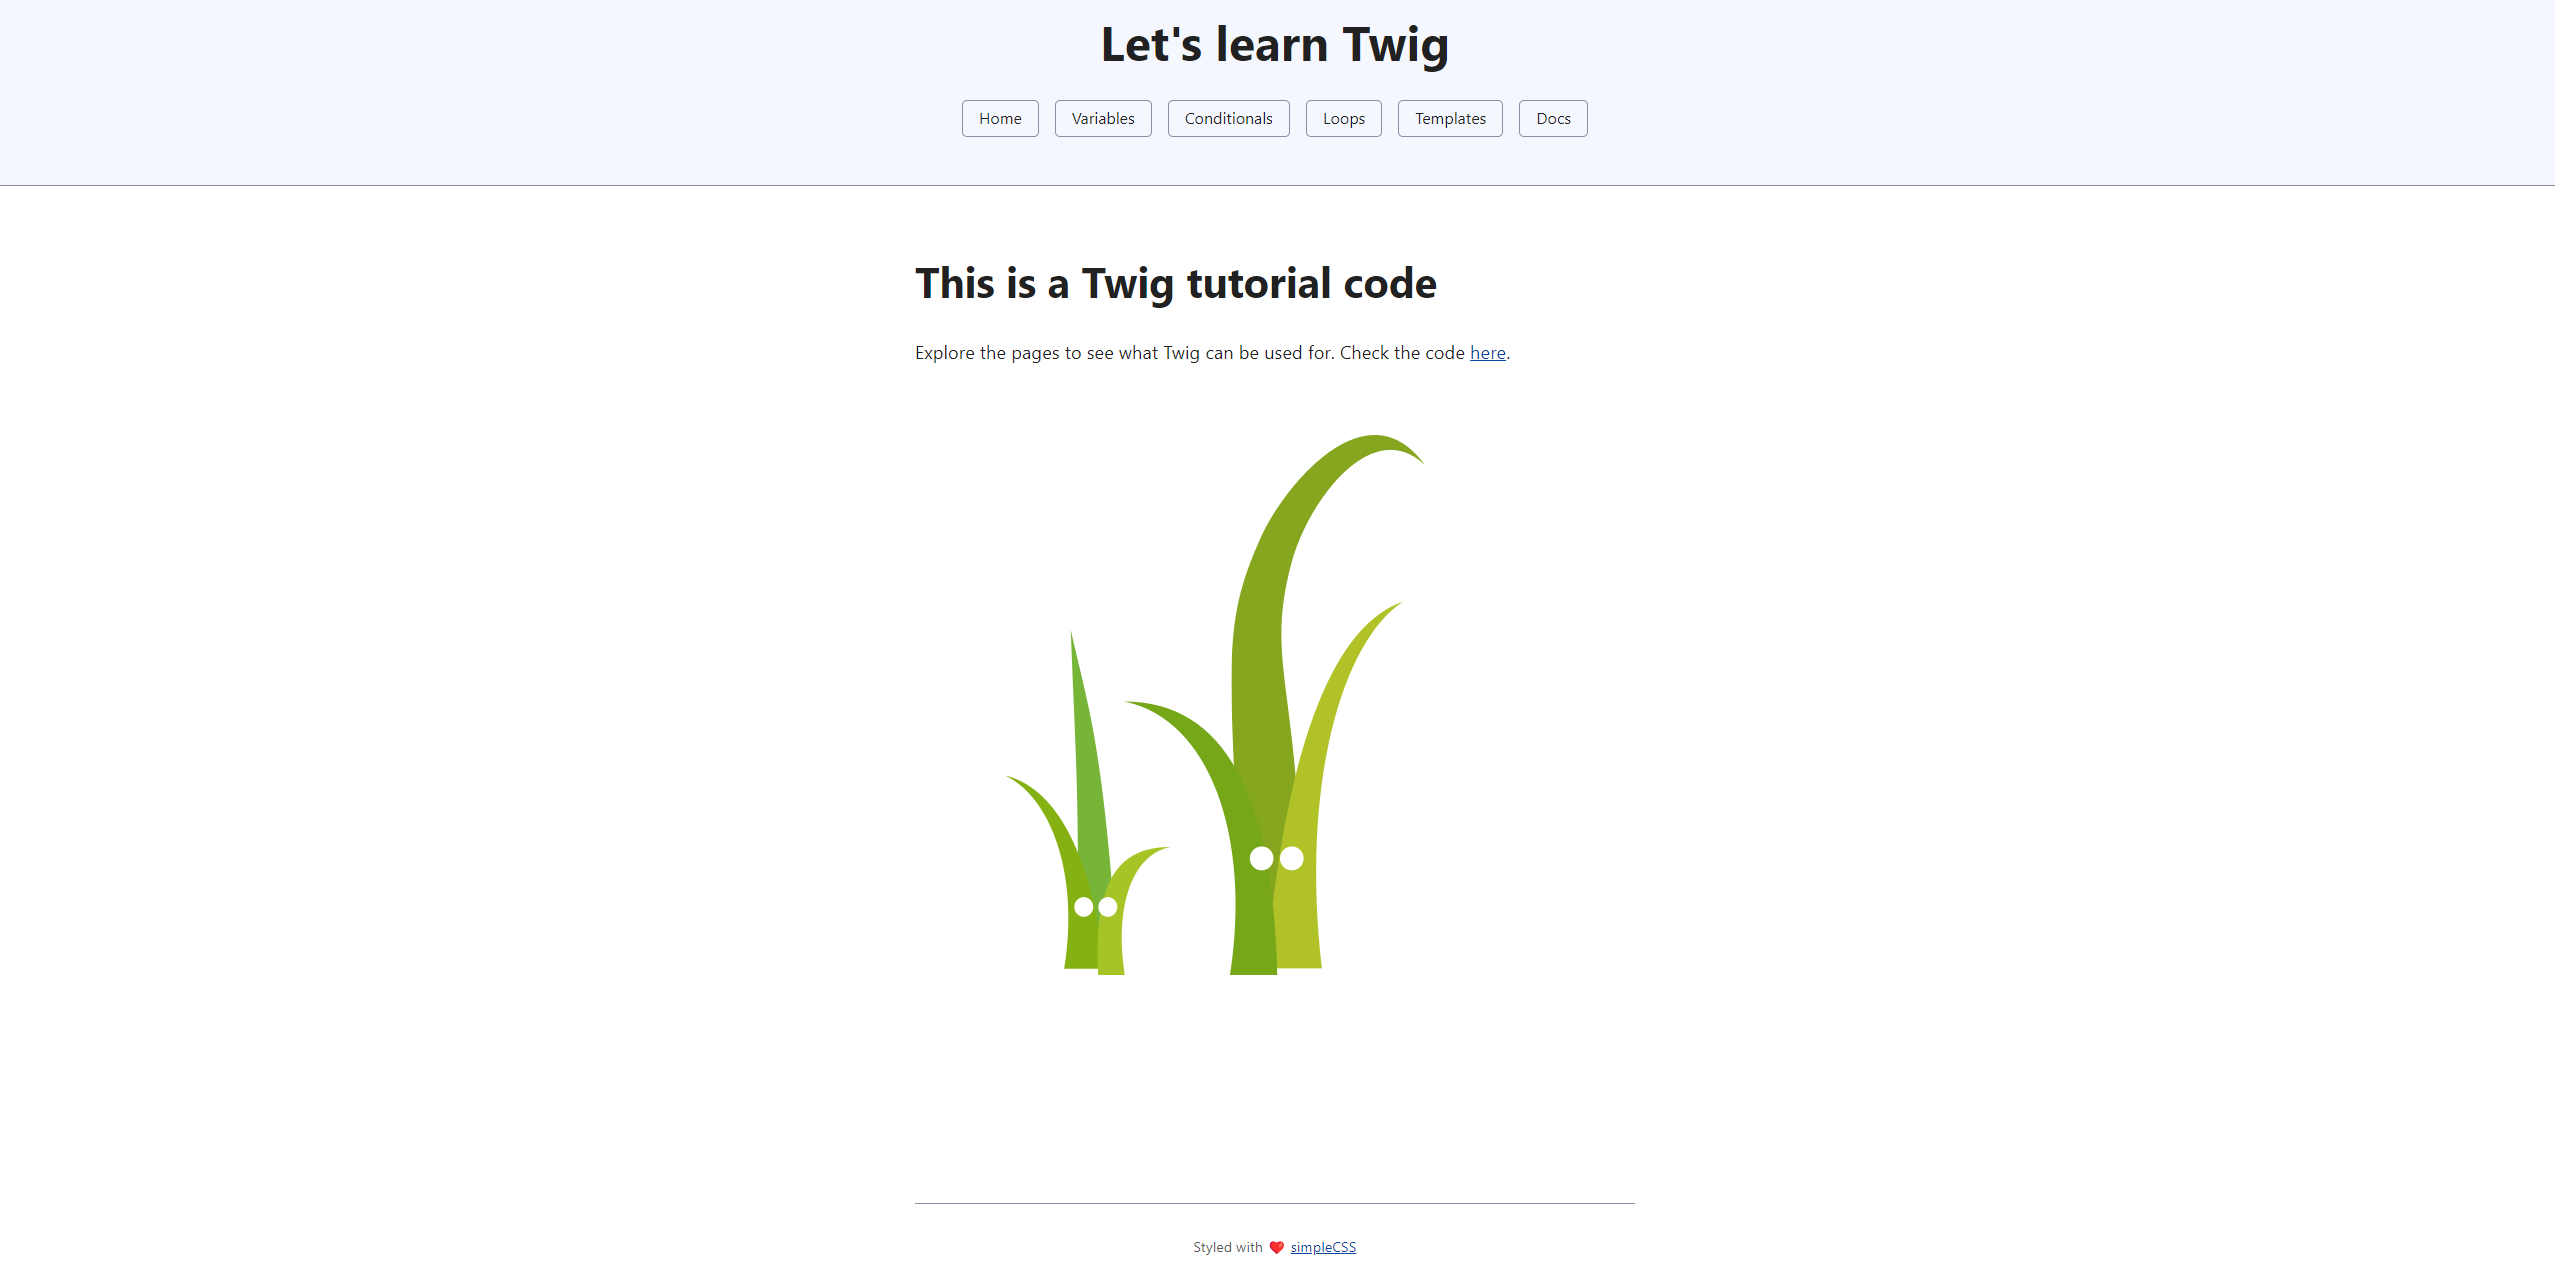 Let's learn Twig
Home Variables Conditionals Loops Templates Docs
This is a Twig tutorial code
Explore the pages to see what Twig can be used for. Check the code here.
Styled with ❤️ simpleCSS